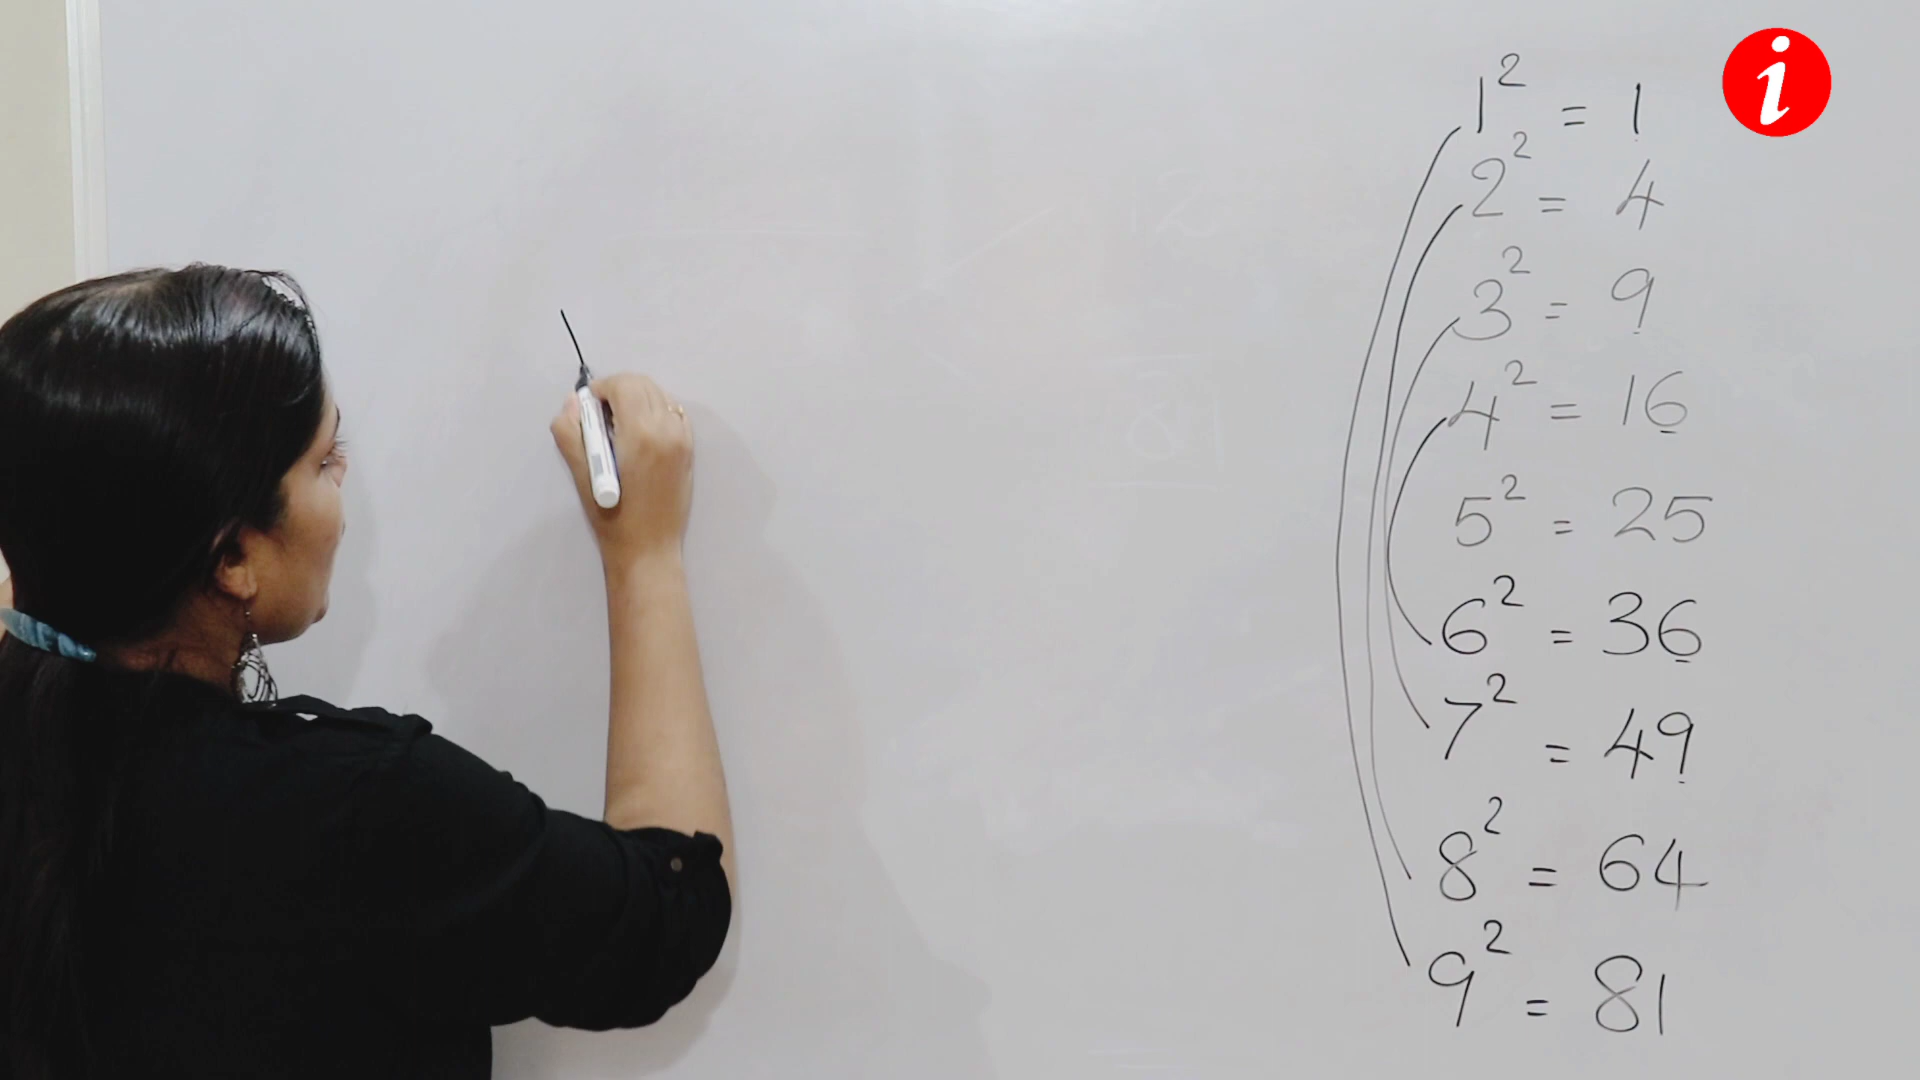 i
1² = 1
2² = 4
3² = 9
4² = 16
5² = 25
6² = 36
7² = 49
8² = 64
9² = 81